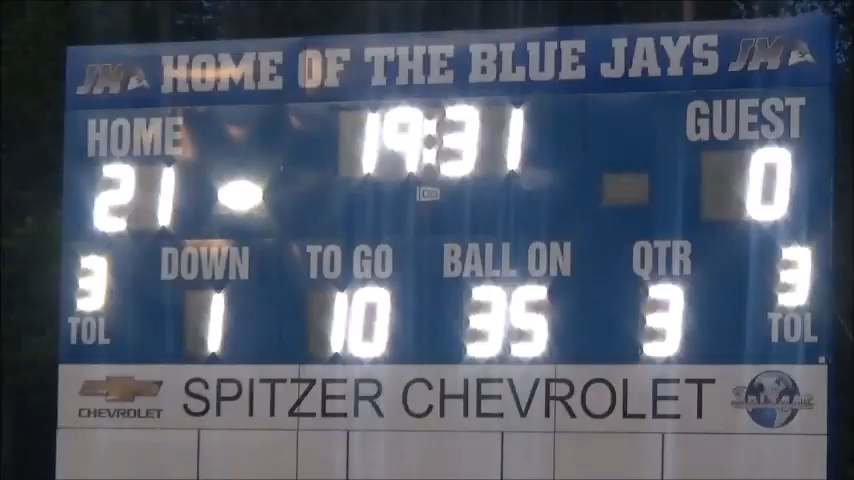 JM HOME OF THE BLUE JAYS JM
HOME 19:31 GUEST
21 0
3 DOWN TO GO BALL ON QTR 3
TOL 1 10 35 3 TOL
CHEVROLET SPITZER CHEVROLET